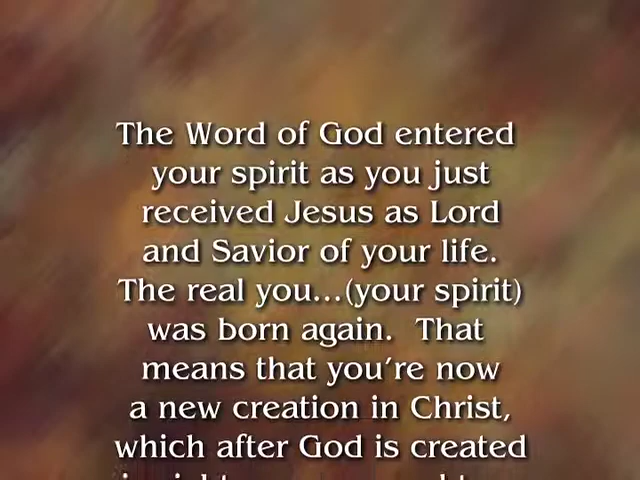 The Word of God entered
your spirit as you just
received Jesus as Lord
and Savior of your life.
The real you...(your spirit)
was born again.  That
means that you're now
a new creation in Christ,
which after God is created